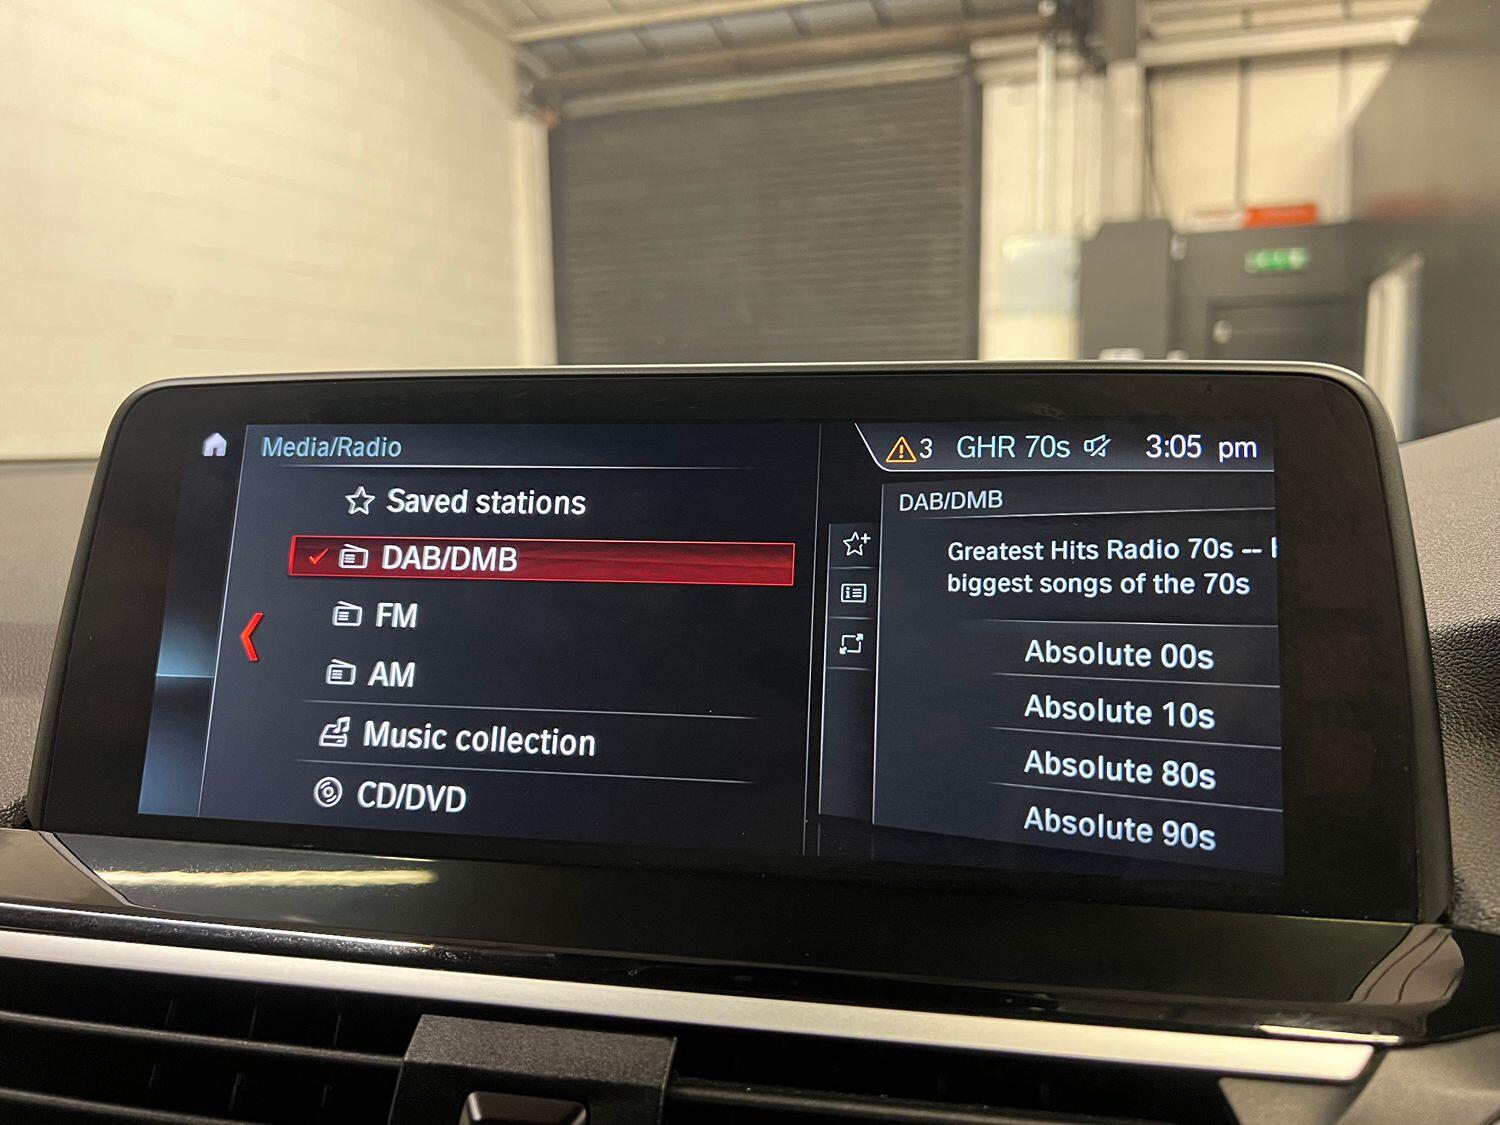 Media/Radio
3 GHR 70s 3:05 pm
Saved stations
DAB/DMB
FM
AM
Music collection
CD/DVD
DAB/DMB
Greatest Hits Radio 70s --
biggest songs of the 70s
Absolute 00s
Absolute 10s
Absolute 80s
Absolute 90s